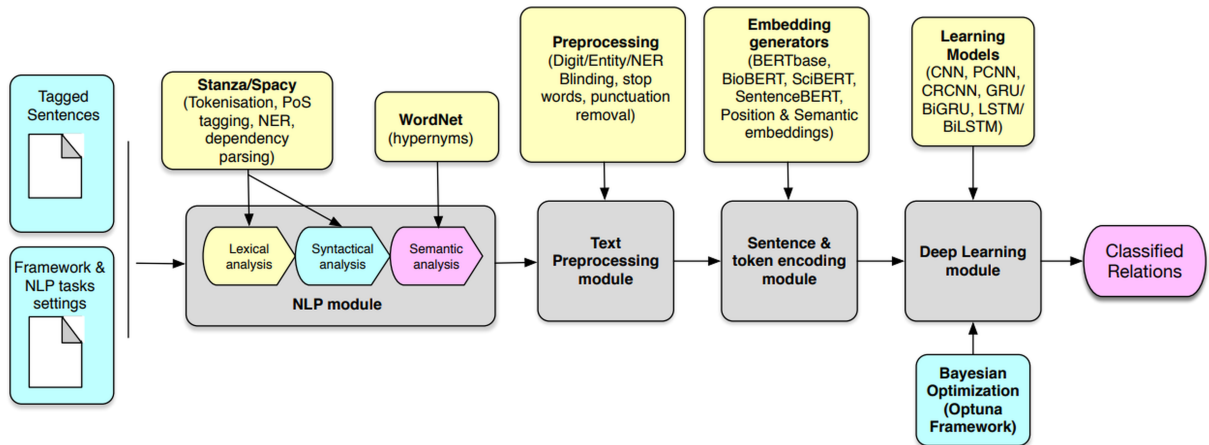 Tagged
Sentences
Framework &
NLP tasks
settings
Stanza/Spacy
(Tokenisation, PoS
tagging, NER,
dependency
parsing)
WordNet
(hypernyms)
Lexical
analysis
Syntactical
analysis
Semantic
analysis
NLP module
Preprocessing
(Digit/Entity/NER
Blinding, stop
words, punctuation
removal)
Text
Preprocessing
module
Embedding
generators
(BERTbase,
BioBERT, SciBERT,
SentenceBERT,
Position & Semantic
embeddings)
Sentence &
token encoding
module
Learning
Models
(CNN, PCNN,
CRCNN, GRU/
BiGRU, LSTM/
BiLSTM)
Deep Learning
module
Bayesian
Optimization
(Optuna
Framework)
Classified
Relations